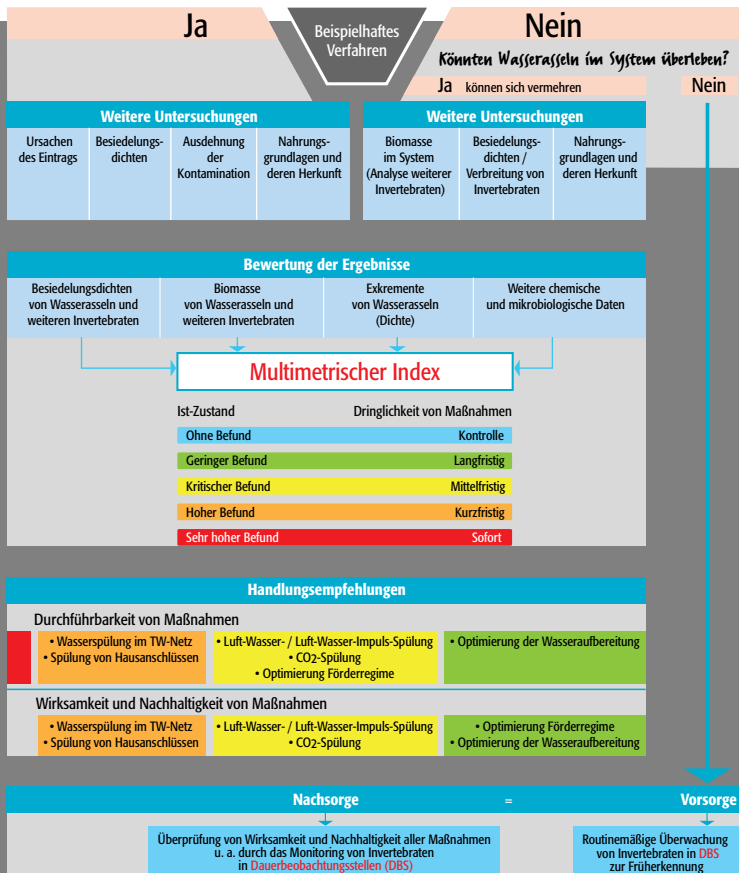 Ja
Beispielhaftes
Verfahren
Nein
Könnten Wasserasseln im System überleben?
Ja können sich vermehren
Nein
Weitere Untersuchungen
Ursachen
des Eintrags
Besiedelungs-
dichten
Ausdehnung
der
Kontamination
Nahrungs-
grundlagen und
deren Herkunft
Weitere Untersuchungen
Biomasse
im System
(Analyse weiterer
Invertebraten)
Besiedelungs-
dichten /
Verbreitung von
Invertebraten
Nahrungs-
grundlagen und
deren Herkunft
Bewertung der Ergebnisse
Besiedelungsdichten
von Wasserasseln und
weiteren Invertebraten
Biomasse
von Wasserasseln und
weiteren Invertebraten
Exkremente
von Wasserasseln
(Dichte)
Weitere chemische
und mikrobiologische Daten
Multimetrischer Index
Ist-Zustand Dringlichkeit von Maßnahmen
Ohne Befund Kontrolle
Geringer Befund Langfristig
Kritischer Befund Mittelfristig
Hoher Befund Kurzfristig
Sehr hoher Befund Sofort
Handlungsempfehlungen
Durchführbarkeit von Maßnahmen
• Wasserspülung im TW-Netz
• Spülung von Hausanschlüssen
• Luft-Wasser- / Luft-Wasser-Impuls-Spülung
• CO2-Spülung
• Optimierung Förderregime
• Optimierung der Wasseraufbereitung
Wirksamkeit und Nachhaltigkeit von Maßnahmen
• Wasserspülung im TW-Netz
• Spülung von Hausanschlüssen
• Luft-Wasser- / Luft-Wasser-Impuls-Spülung
• CO2-Spülung
• Optimierung Förderregime
• Optimierung der Wasseraufbereitung
Nachsorge = Vorsorge
Überprüfung von Wirksamkeit und Nachhaltigkeit aller Maßnahmen
u. a. durch das Monitoring von Invertebraten
in Dauerbeobachtungsstellen (DBS)
Routinemäßige Überwachung
von Invertebraten in DBS
zur Früherkennung